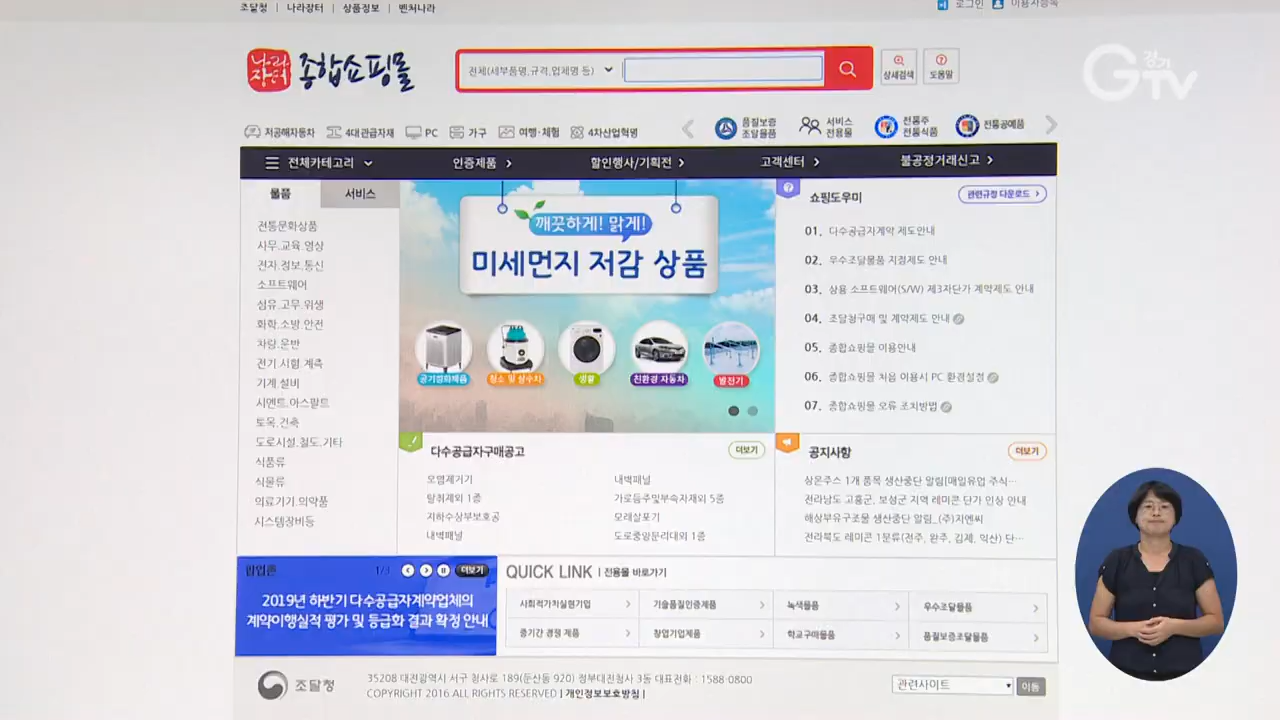 조달청 | 나라장터 | 상품정보 | 벤처나라
로그인 이용자등록
나라장터 종합쇼핑몰
전체(세부품명,규격,업체명 등)
상세검색 도움말
경기 GTV
저공해자동차 4대관급자재 PC 가구 여행·체험 4차산업혁명
품질보증 조달물품
서비스 전용몰
전통주 전통식품
전통공예품
전체카테고리 인증제품 할인행사/기획전 고객센터 불공정거래신고
물품 서비스
전통문화상품
사무.교육.영상
전자.정보.통신
소프트웨어
섬유.고무.위생
화학.소방.안전
차량.운반
전기.시험.계측
기계.설비
시멘트.아스팔트
토목.건축
도로시설.철도.기타
식품류
식물류
의료기기.의약품
시스템장비등
깨끗하게! 맑게!
미세먼지 저감 상품
공기정화제품 청소 및 살수차 생활 친환경 자동차 발전기
쇼핑도우미 관련규정 다운로드
01. 다수공급자계약 제도안내
02. 우수조달물품 지정제도 안내
03. 상용 소프트웨어(S/W) 제3자단가 계약제도 안내
04. 조달청구매 및 계약제도 안내
05. 종합쇼핑몰 이용안내
06. 종합쇼핑몰 처음 이용시 PC 환경설정
07. 종합쇼핑몰 오류 조치방법
다수공급자구매공고 더보기
오염제거기 내벽패널
탈취제외 1종 가로등주및부속자재외 5종
지하수상부보호공 모래살포기
내벽패널 도로중앙분리대외 1종
공지사항 더보기
상온주스 1개 품목 생산중단 알림[매일유업 주식…
전라남도 고흥군, 보성군 지역 레미콘 단가 인상 안내
해상부유구조물 생산중단 알림_(주)지엔씨
전라북도 레미콘 1분류(전주, 완주, 김제, 익산) 단…
팝업존 1/3 더보기
2019년 하반기 다수공급자계약업체의
계약이행실적 평가 및 등급화 결과 확정 안내
QUICK LINK | 전용몰 바로가기
사회적가치실현기업 기술품질인증제품 녹색물품 우수조달물품
중기간 경쟁 제품 창업기업제품 학교구매물품 품질보증조달물품
조달청
35208 대전광역시 서구 청사로 189(둔산동 920) 정부대전청사 3동 대표전화 : 1588-0800
COPYRIGHT 2016 ALL RIGHTS RESERVED | 개인정보보호방침 |
관련사이트 이동